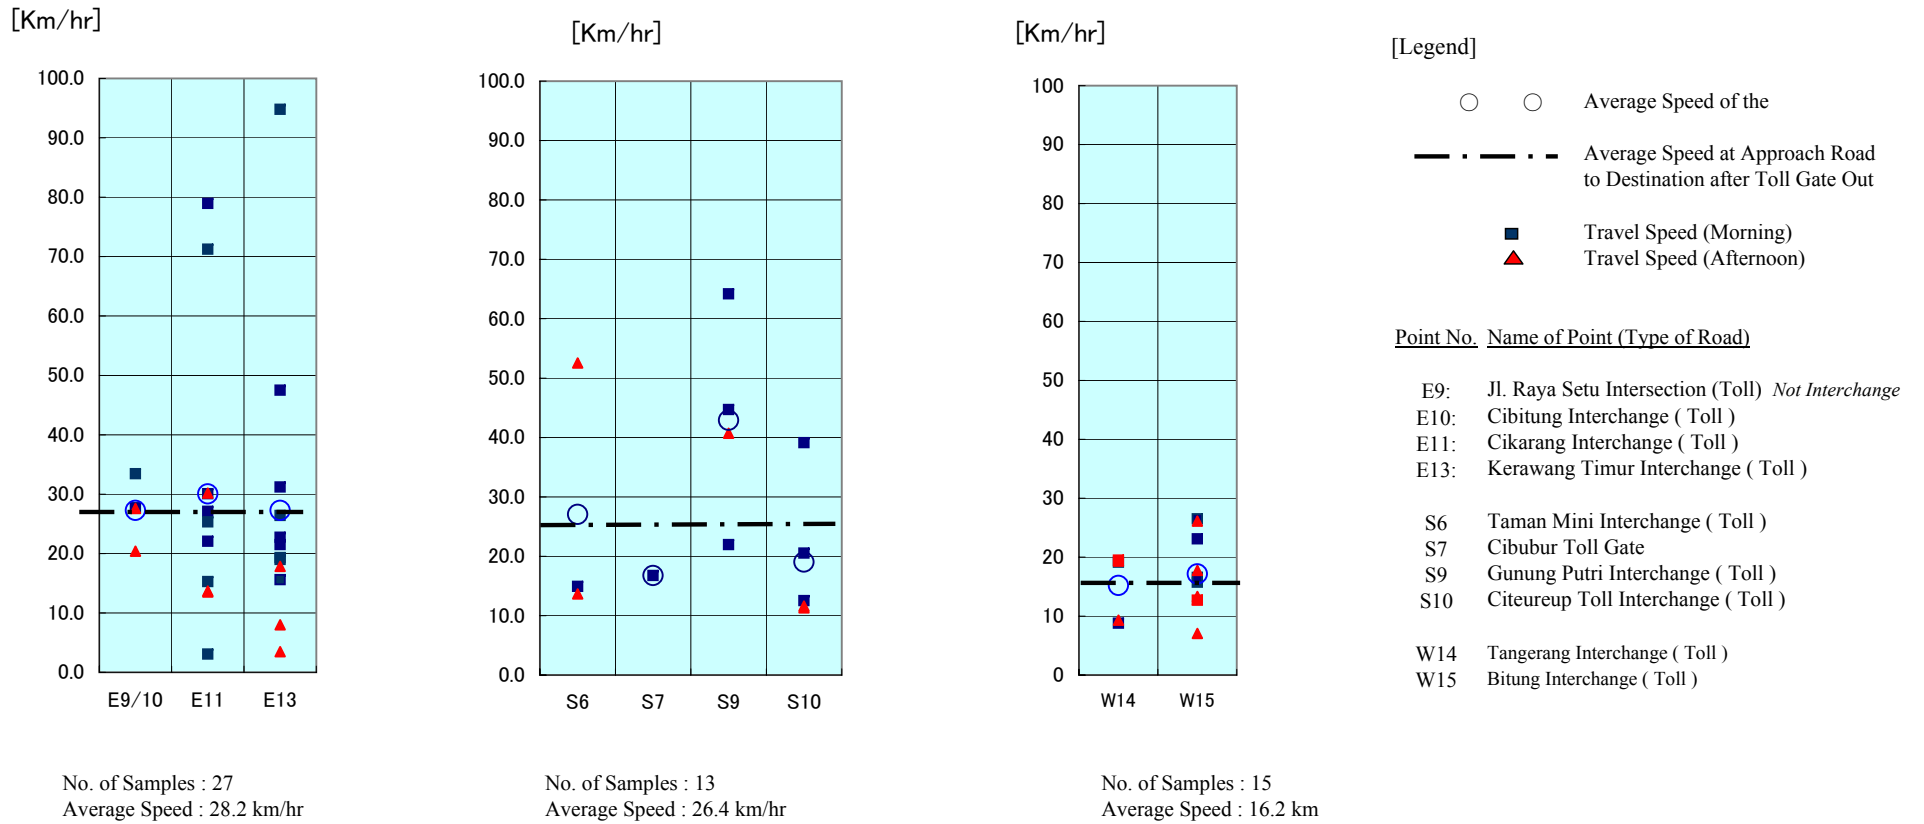 [Km/hr]
100.0
90.0
80.0
70.0
60.0
50.0
40.0
30.0
20.0
10.0
0.0
E9/10 E11 E13
No. of Samples : 27
Average Speed : 28.2 km/hr
[Km/hr]
100.0
90.0
80.0
70.0
60.0
50.0
40.0
30.0
20.0
10.0
0.0
S6 S7 S9 S10
No. of Samples : 13
Average Speed : 26.4 km/hr
[Km/hr]
100
90
80
70
60
50
40
30
20
10
0
W14 W15
No. of Samples : 15
Average Speed : 16.2 km
[Legend]
Average Speed of the
Average Speed at Approach Road
to Destination after Toll Gate Out
Travel Speed (Morning)
Travel Speed (Afternoon)
Point No. Name of Point (Type of Road)
E9: Jl. Raya Setu Intersection (Toll) Not Interchange
E10: Cibitung Interchange ( Toll )
E11: Cikarang Interchange ( Toll )
E13: Kerawang Timur Interchange ( Toll )
S6 Taman Mini Interchange ( Toll )
S7 Cibubur Toll Gate
S9 Gunung Putri Interchange ( Toll )
S10 Citeureup Toll Interchange ( Toll )
W14 Tangerang Interchange ( Toll )
W15 Bitung Interchange ( Toll )